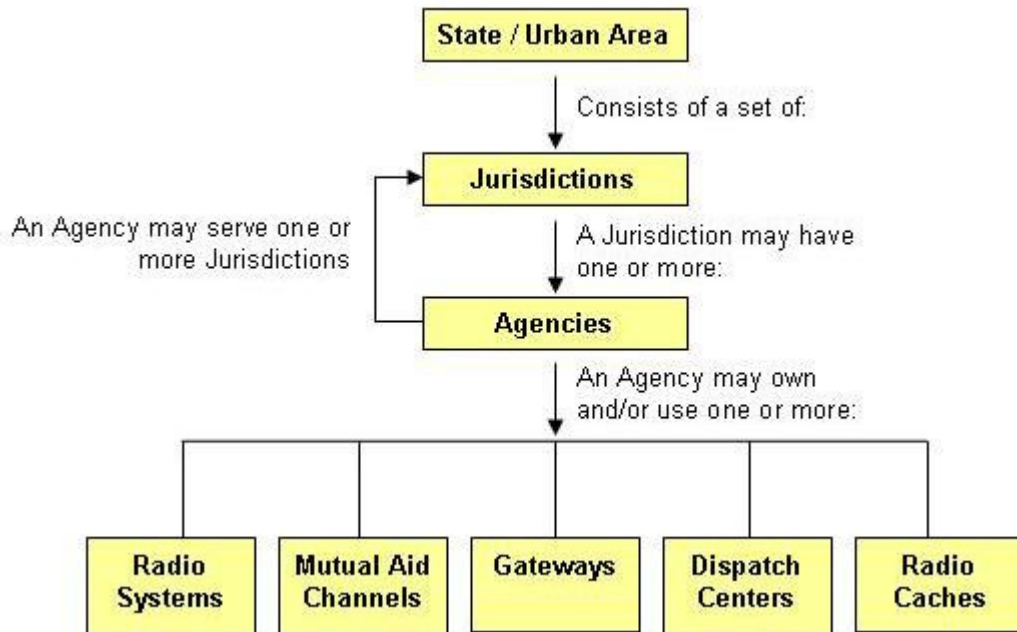 State / Urban Area
Consists of a set of:
Jurisdictions
An Agency may serve one or
more Jurisdictions
A Jurisdiction may have
one or more:
Agencies
An Agency may own
and/or use one or more:
Radio
Systems
Mutual Aid
Channels
Gateways
Dispatch
Centers
Radio
Caches